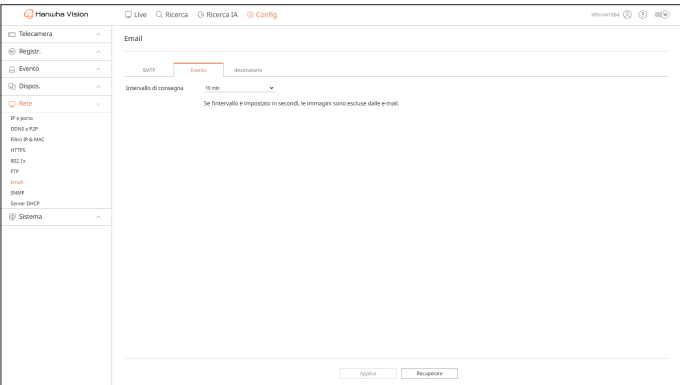 Hanwha Vision
Live
Ricerca
Ricerca IA
Config
XRN-6410B4
Telecamera
Registr.
Evento
Dispos.
Rete
IP e porta
DDNS e P2P
Filtro IP & MAC
HTTPS
802.1x
FTP
Email
SNMP
Server DHCP
Sistema
Email
SMTP
Evento
destinatario
Intervallo di consegna
10 min
Se l'intervallo è impostato in secondi, le immagini sono escluse dalle e-mail.
Applica
Recuperare